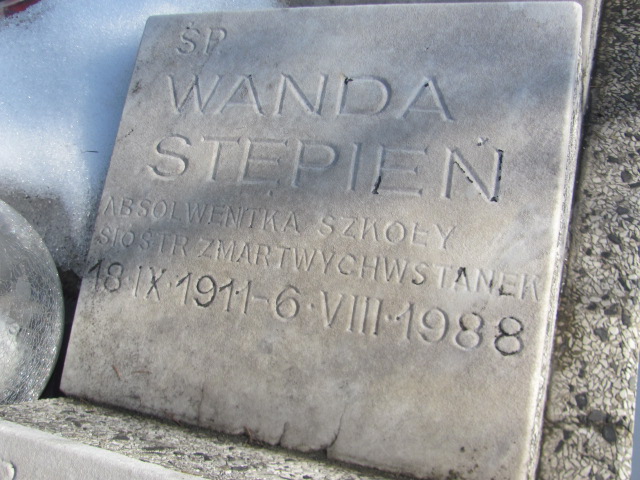 ŚP.
WANDA
STĘPIEŃ
ABSOLWENTKA SZKOŁY
SIÓSTR ZMARTWYCHWSTANEK
18·IX·1911-6·VIII·1988